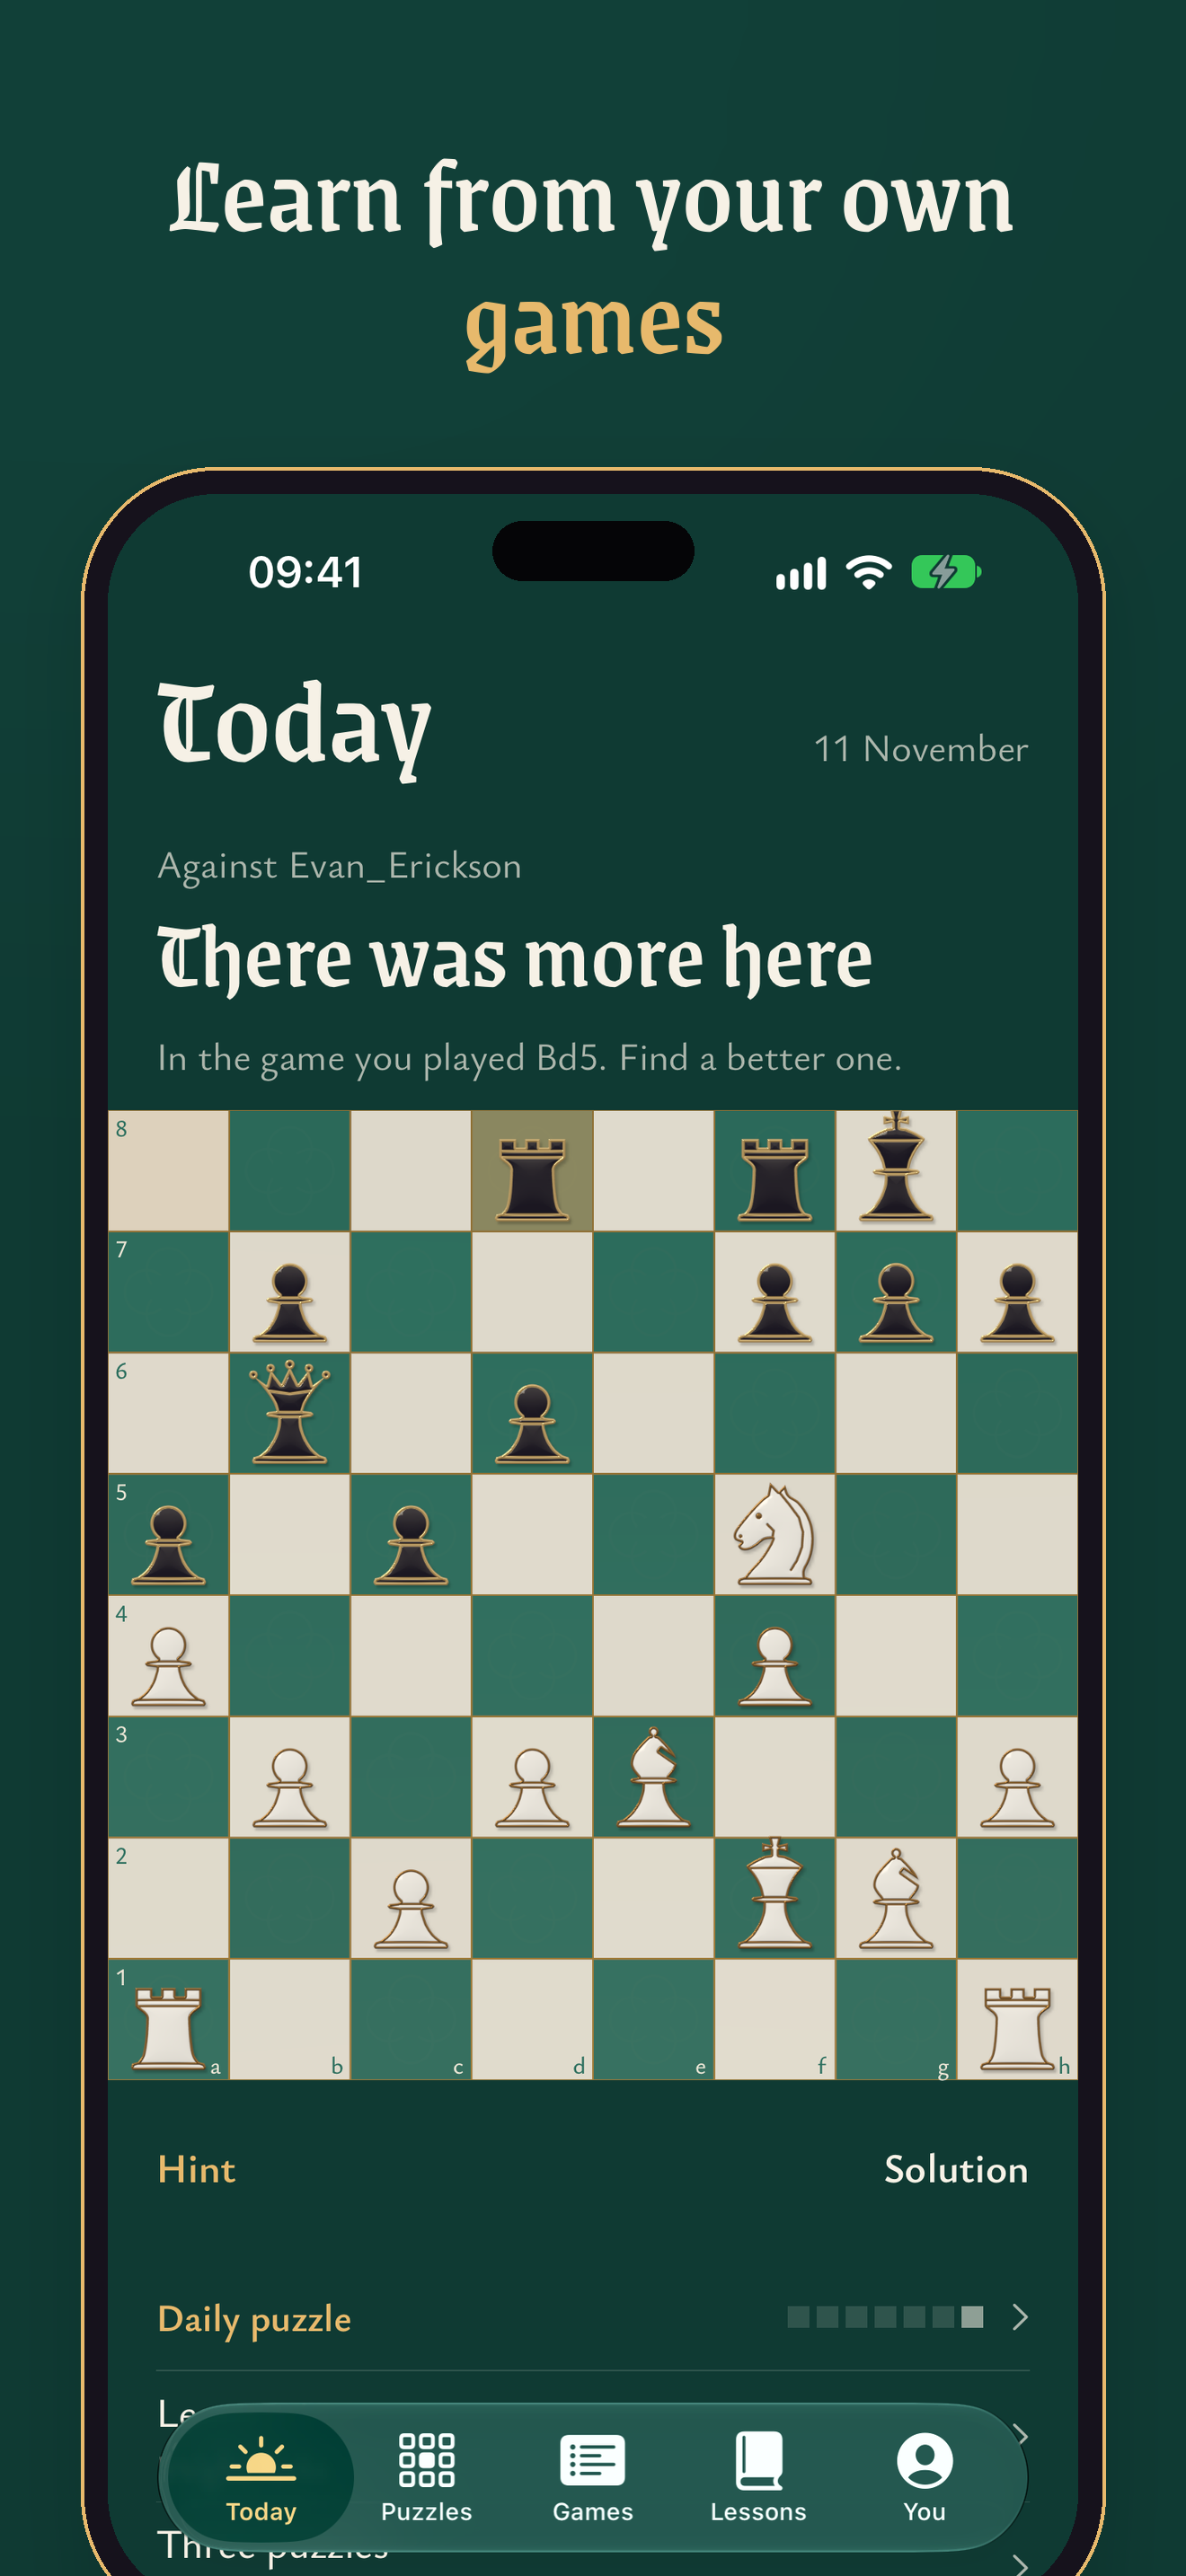 Learn from your own
games
09:41
Today
11 November
Against Evan_Erickson
There was more here
In the game you played Bd5. Find a better one.
8
7
6
5
4
3
2
1
a b c d e f g h
Hint Solution
Daily puzzle
Three puzzles
Today Puzzles Games Lessons You